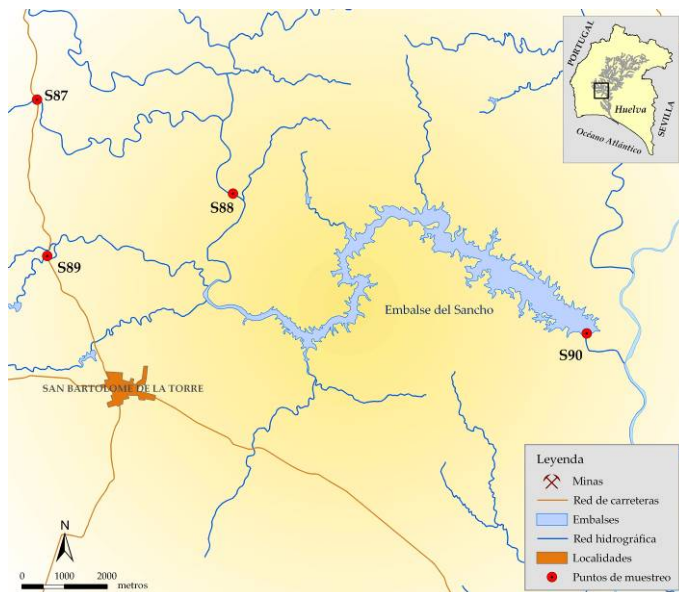 PORTUGAL
Huelva
SEVILLA
Océano Atlántico
S87
S88
S89
Embalse del Sancho
S90
SAN BARTOLOME DE LA TORRE
Leyenda
Minas
Red de carreteras
Embalses
Red hidrográfica
Localidades
Puntos de muestreo
N
0 1000 2000
metros